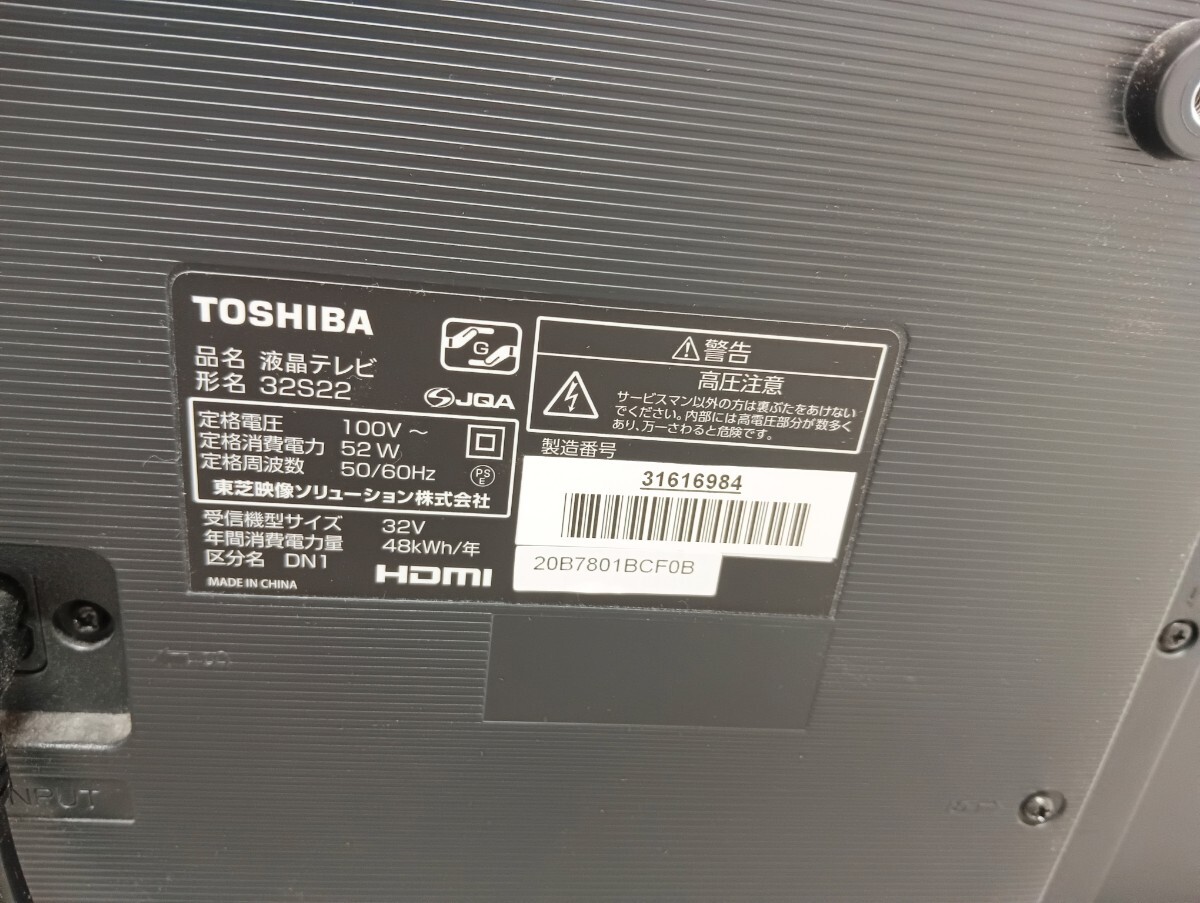 TOSHIBA
品名 液晶テレビ
形名 32S22
G
JQA
定格電圧 100V～
定格消費電力 52W
定格周波数 50/60Hz
PS
E
東芝映像ソリューション株式会社
受信機型サイズ 32V
年間消費電力量 48kWh/年
区分名 DN1
MADE IN CHINA
HDMI
警告
高圧注意
サービスマン以外の方は裏ぶたをあけない
でください。内部には高電圧部分が数多く
あり、万一さわると危険です。
製造番号
31616984
20B7801BCF0B
INPUT